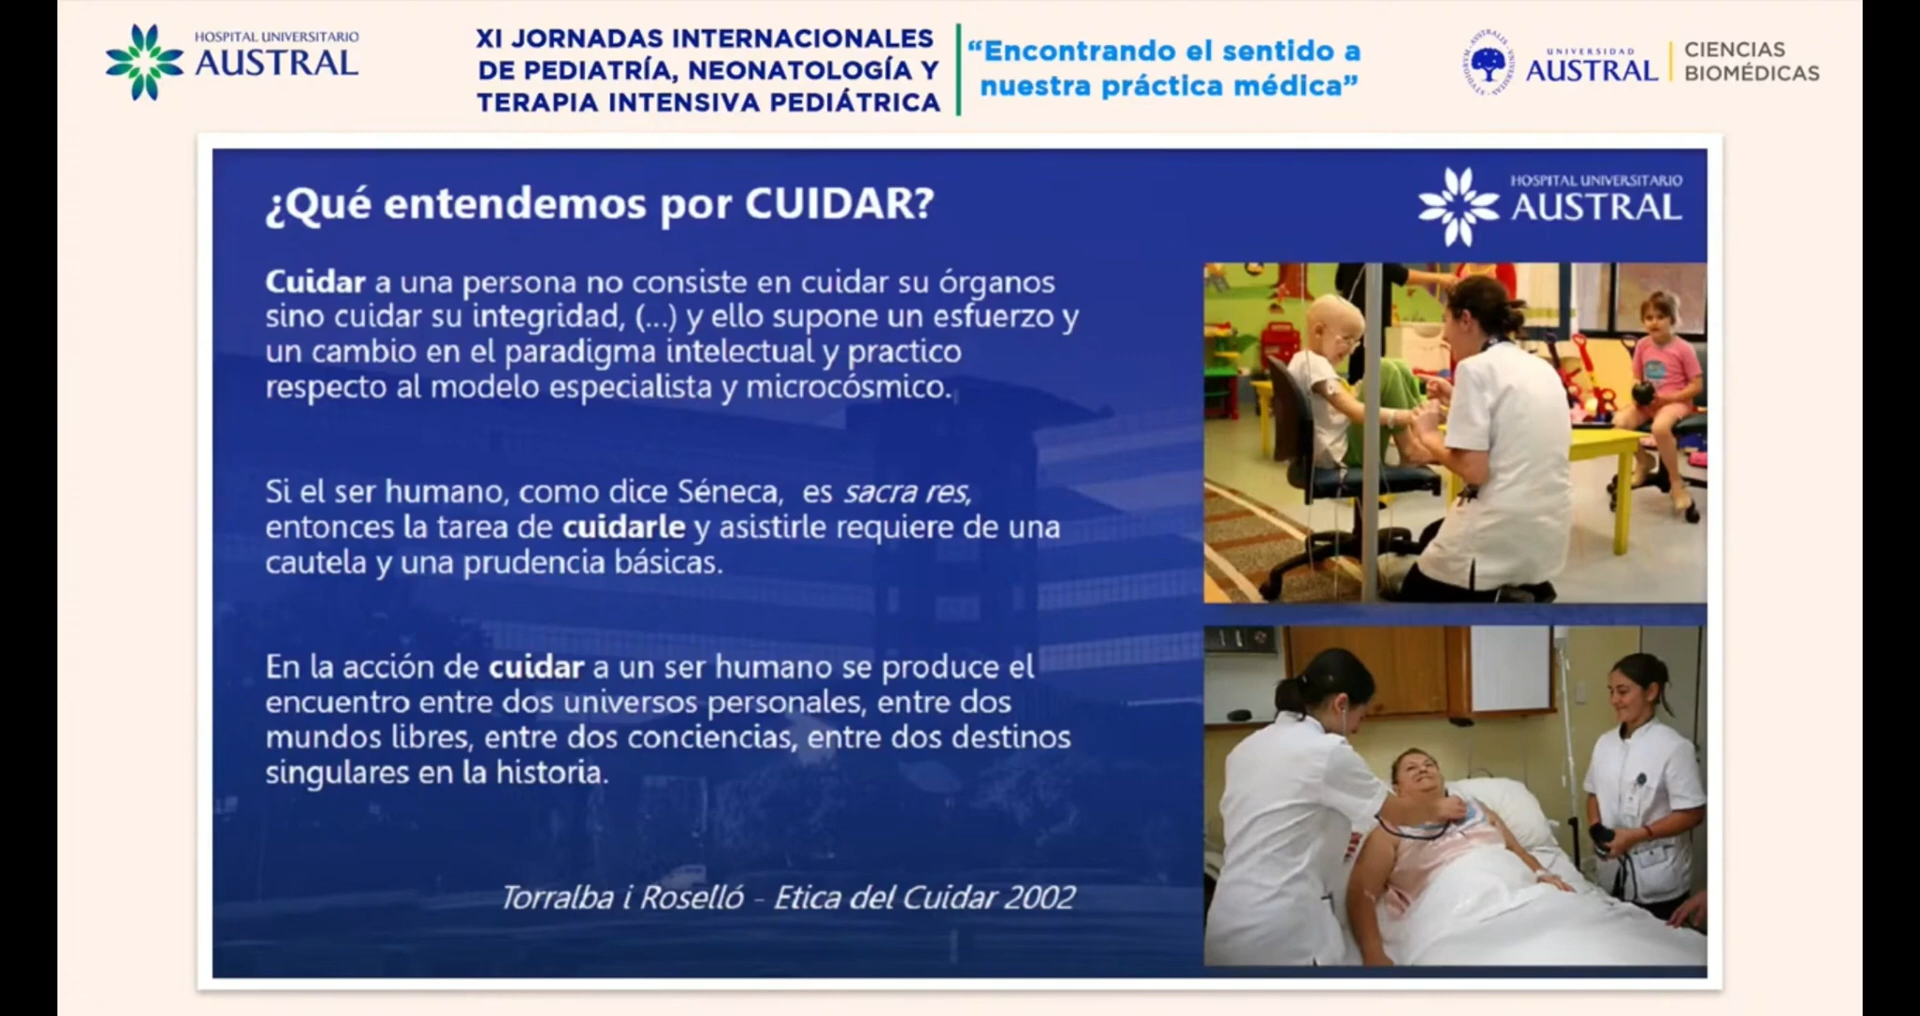 HOSPITAL UNIVERSITARIO
AUSTRAL
XI JORNADAS INTERNACIONALES
DE PEDIATRÍA, NEONATOLOGÍA Y
TERAPIA INTENSIVA PEDIÁTRICA
“Encontrando el sentido a
nuestra práctica médica”
UNIVERSIDAD
AUSTRAL
CIENCIAS
BIOMÉDICAS
¿Qué entendemos por CUIDAR?
HOSPITAL UNIVERSITARIO
AUSTRAL
Cuidar a una persona no consiste en cuidar su órganos
sino cuidar su integridad, (...) y ello supone un esfuerzo y
un cambio en el paradigma intelectual y practico
respecto al modelo especialista y microcósmico.
Si el ser humano, como dice Séneca, es sacra res,
entonces la tarea de cuidarle y asistirle requiere de una
cautela y una prudencia básicas.
En la acción de cuidar a un ser humano se produce el
encuentro entre dos universos personales, entre dos
mundos libres, entre dos conciencias, entre dos destinos
singulares en la historia.
Torralba i Roselló - Etica del Cuidar 2002